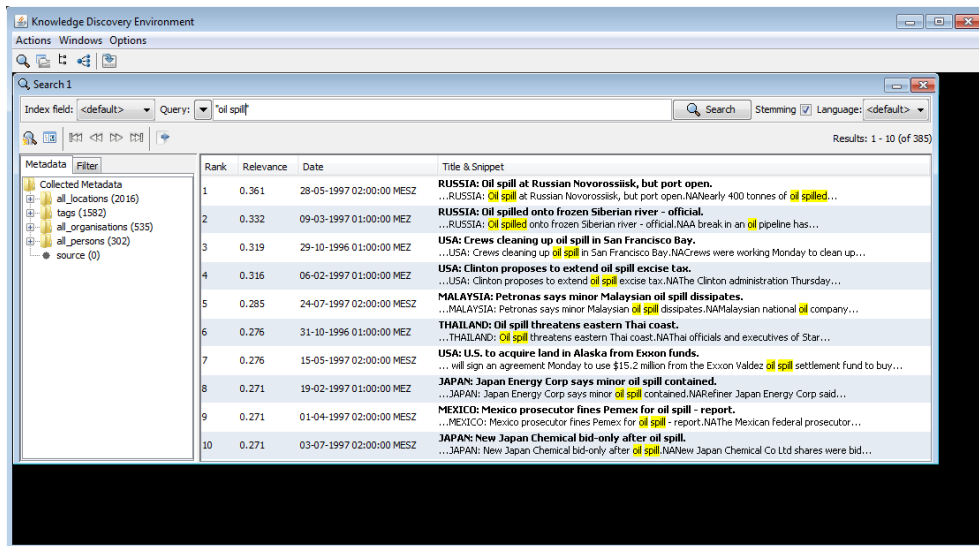 Knowledge Discovery Environment
Actions Windows Options
Search 1
Index field: <default> Query: "oil spill" Search Stemming Language: <default>
Results: 1 - 10 (of 385)
Metadata Filter
Collected Metadata
all_locations (2016)
tags (1582)
all_organisations (535)
all_persons (302)
source (0)
Rank Relevance Date Title & Snippet
1 0.361 28-05-1997 02:00:00 MESZ RUSSIA: Oil spill at Russian Novorossiisk, but port open.
...RUSSIA: Oil spill at Russian Novorossiisk, but port open.NANearly 400 tonnes of oil spilled...
2 0.332 09-03-1997 01:00:00 MEZ RUSSIA: Oil spilled onto frozen Siberian river - official.
...RUSSIA: Oil spilled onto frozen Siberian river - official.NAA break in an oil pipeline has...
3 0.319 29-10-1996 01:00:00 MEZ USA: Crews cleaning up oil spill in San Francisco Bay.
...USA: Crews cleaning up oil spill in San Francisco Bay.NACrews were working Monday to clean up...
4 0.316 06-02-1997 01:00:00 MEZ USA: Clinton proposes to extend oil spill excise tax.
...USA: Clinton proposes to extend oil spill excise tax.NAThe Clinton administration Thursday...
5 0.285 24-07-1997 02:00:00 MESZ MALAYSIA: Petronas says minor Malaysian oil spill dissipates.
...MALAYSIA: Petronas says minor Malaysian oil spill dissipates.NAMalaysian national oil company...
6 0.276 31-10-1996 01:00:00 MEZ THAILAND: Oil spill threatens eastern Thai coast.
...THAILAND: Oil spill threatens eastern Thai coast.NAThai officials and executives of Star...
7 0.276 15-05-1997 02:00:00 MESZ USA: U.S. to acquire land in Alaska from Exxon funds.
... will sign an agreement Monday to use $15.2 million from the Exxon Valdez oil spill settlement fund to buy...
8 0.271 19-02-1997 01:00:00 MEZ JAPAN: Japan Energy Corp says minor oil spill contained.
...JAPAN: Japan Energy Corp says minor oil spill contained.NARefiner Japan Energy Corp said...
9 0.271 01-04-1997 02:00:00 MESZ MEXICO: Mexico prosecutor fines Pemex for oil spill - report.
...MEXICO: Mexico prosecutor fines Pemex for oil spill - report.NAThe Mexican federal prosecutor...
10 0.271 03-07-1997 02:00:00 MESZ JAPAN: New Japan Chemical bid-only after oil spill.
...JAPAN: New Japan Chemical bid-only after oil spill.NANew Japan Chemical Co Ltd shares were bid...